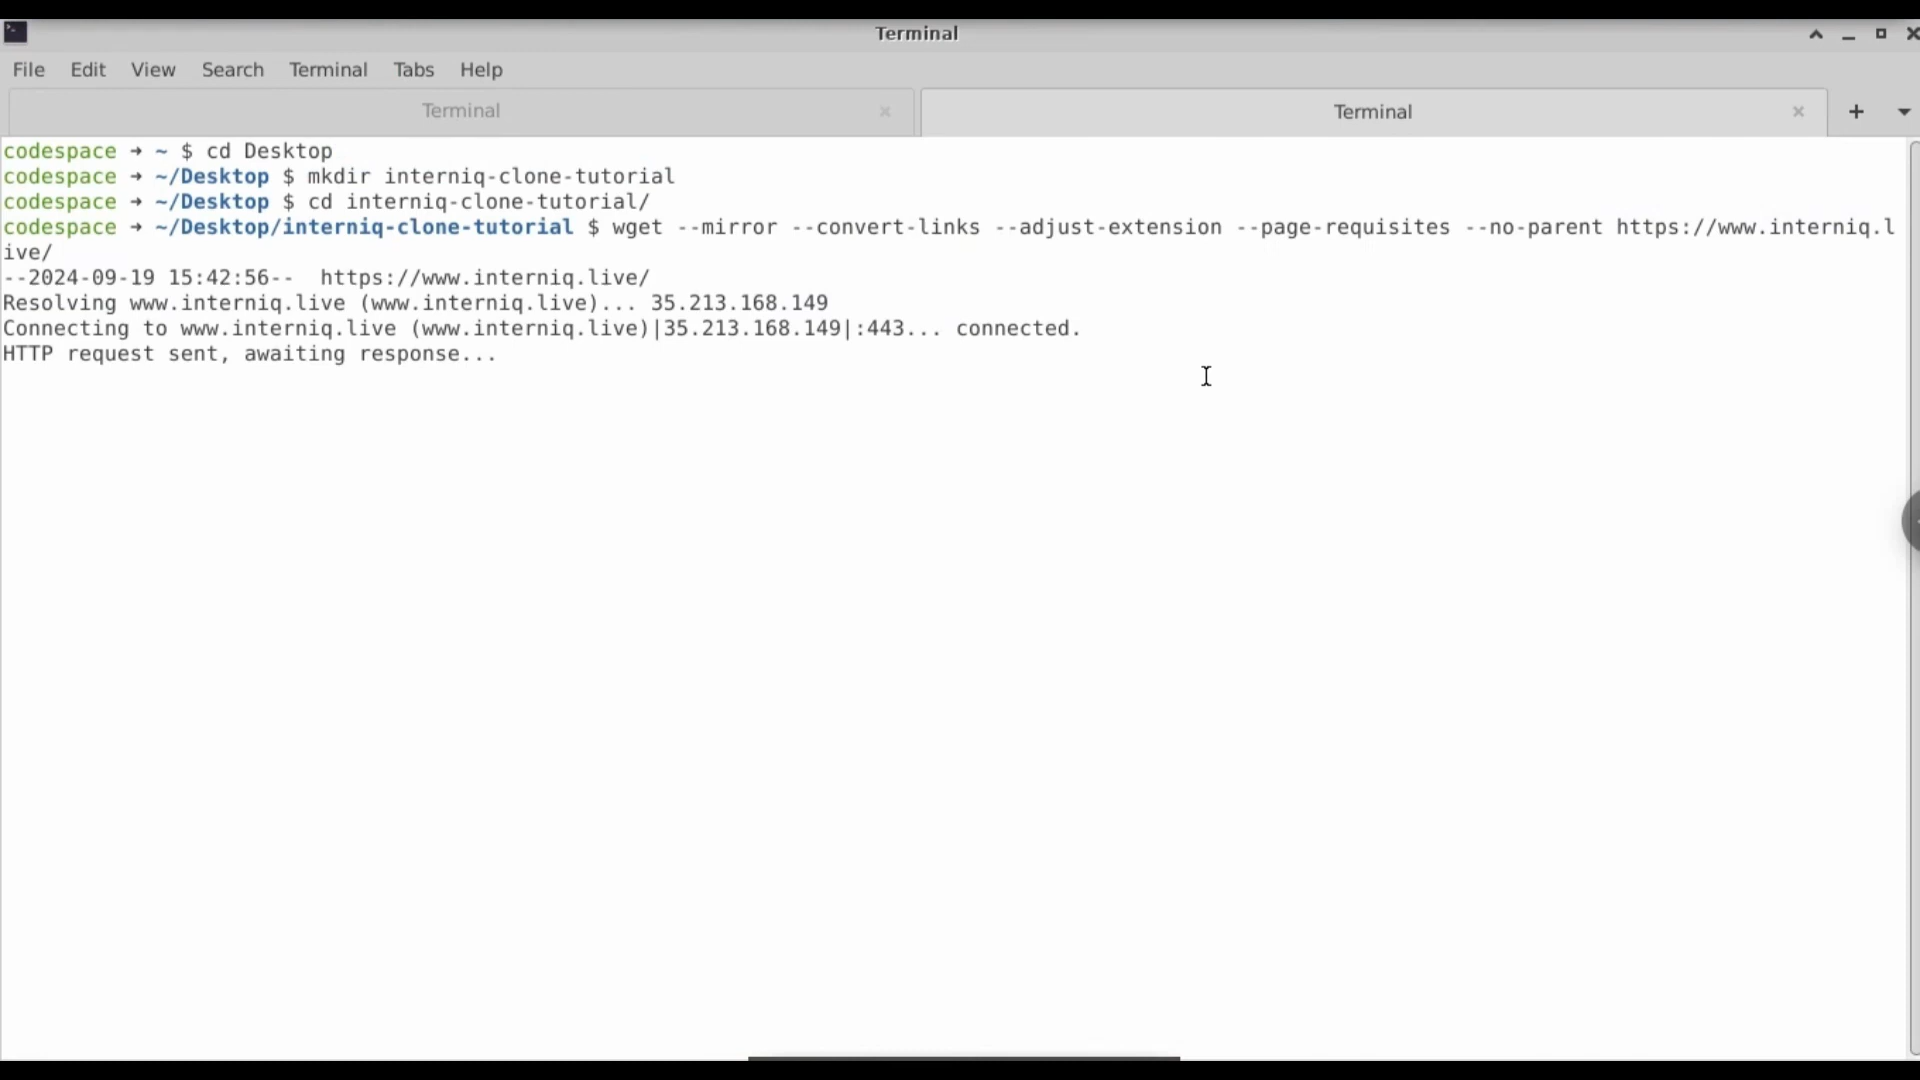 Terminal
File Edit View Search Terminal Tabs Help
Terminal Terminal
codespace → ~ $ cd Desktop
codespace → ~/Desktop $ mkdir interniq-clone-tutorial
codespace → ~/Desktop $ cd interniq-clone-tutorial/
codespace → ~/Desktop/interniq-clone-tutorial $ wget --mirror --convert-links --adjust-extension --page-requisites --no-parent https://www.interniq.l
ive/
--2024-09-19 15:42:56--  https://www.interniq.live/
Resolving www.interniq.live (www.interniq.live)... 35.213.168.149
Connecting to www.interniq.live (www.interniq.live)|35.213.168.149|:443... connected.
HTTP request sent, awaiting response...